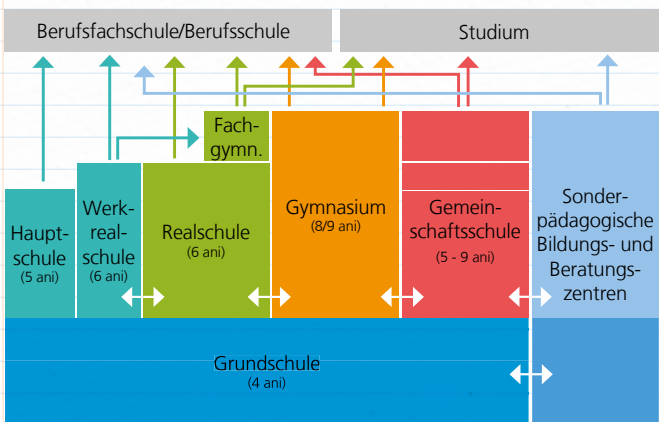 Berufsfachschule/Berufsschule
Studium
Fach-
gymn.
Haupt-
schule
(5 ani)
Werk-
real-
schule
(6 ani)
Realschule
(6 ani)
Gymnasium
(8/9 ani)
Gemein-
schaftsschule
(5 - 9 ani)
Sonder-
pädagogische
Bildungs- und
Beratungs-
zentren
Grundschule
(4 ani)